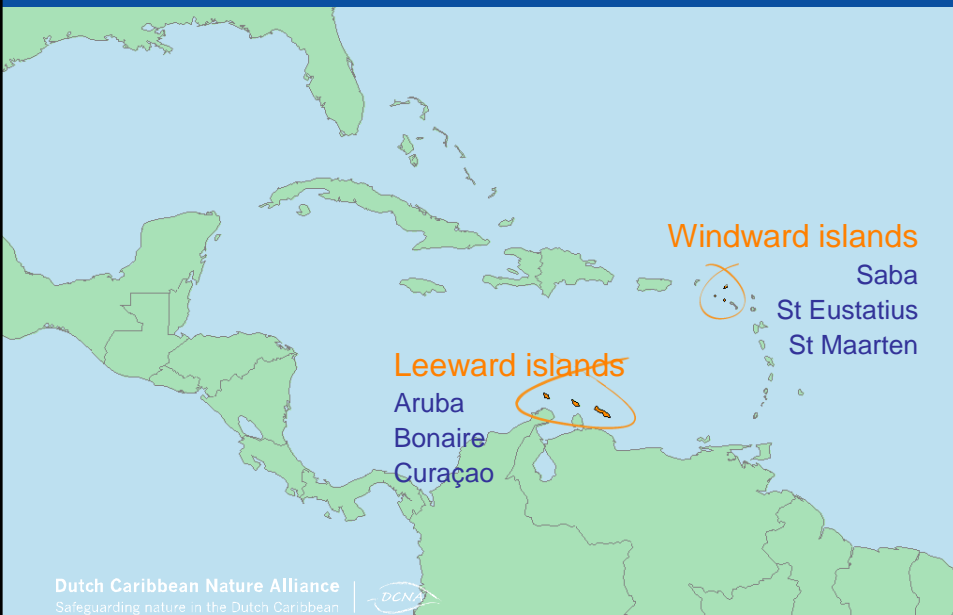 Windward islands
Saba
St Eustatius
St Maarten
Leeward islands
Aruba
Bonaire
Curaçao
Dutch Caribbean Nature Alliance
Safeguarding nature in the Dutch Caribbean
DCNA